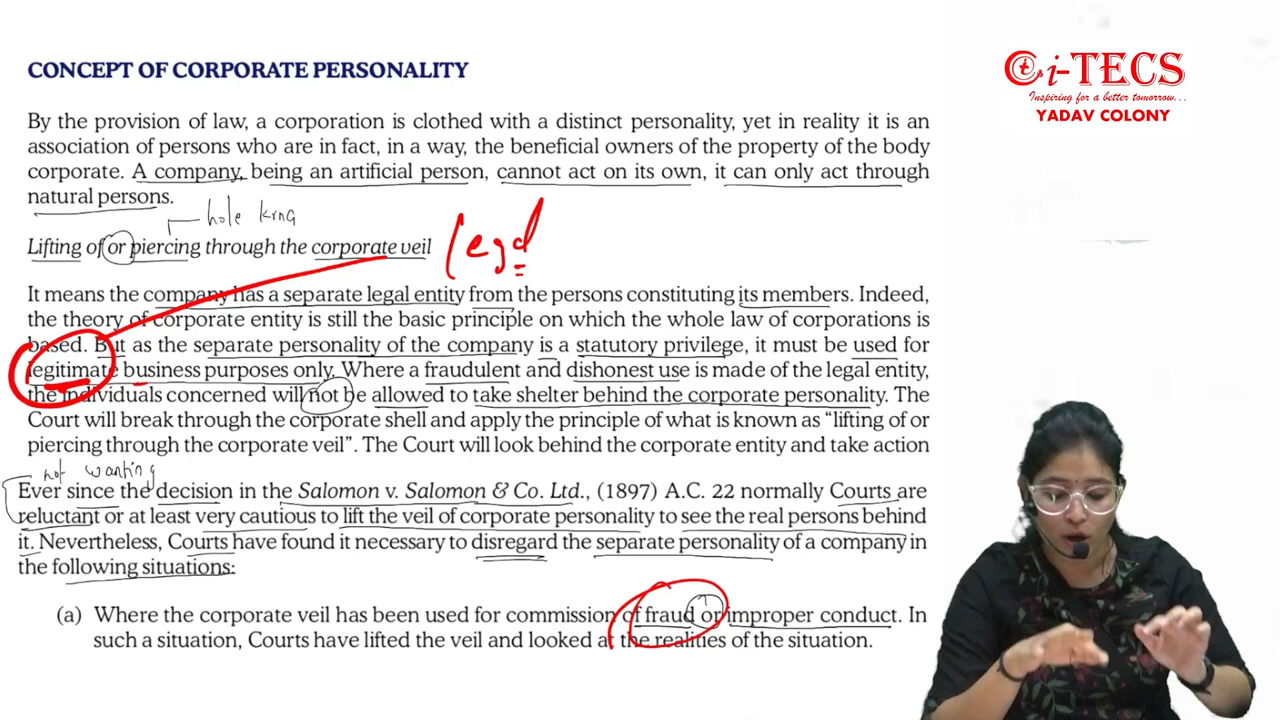 CONCEPT OF CORPORATE PERSONALITY
i-TECS
Inspiring for a better tomorrow...
YADAV COLONY
By the provision of law, a corporation is clothed with a distinct personality, yet in reality it is an
association of persons who are in fact, in a way, the beneficial owners of the property of the body
corporate. A company, being an artificial person, cannot act on its own, it can only act through
natural persons.
hole krna
Lifting of or piercing through the corporate veil
legal
It means the company has a separate legal entity from the persons constituting its members. Indeed,
the theory of corporate entity is still the basic principle on which the whole law of corporations is
based. But as the separate personality of the company is a statutory privilege, it must be used for
legitimate business purposes only. Where a fraudulent and dishonest use is made of the legal entity,
the individuals concerned will not be allowed to take shelter behind the corporate personality. The
Court will break through the corporate shell and apply the principle of what is known as “lifting of or
piercing through the corporate veil”. The Court will look behind the corporate entity and take action
not wanting
Ever since the decision in the Salomon v. Salomon & Co. Ltd., (1897) A.C. 22 normally Courts are
reluctant or at least very cautious to lift the veil of corporate personality to see the real persons behind
it. Nevertheless, Courts have found it necessary to disregard the separate personality of a company in
the following situations:
(a) Where the corporate veil has been used for commission of fraud or improper conduct. In
such a situation, Courts have lifted the veil and looked at the realities of the situation.